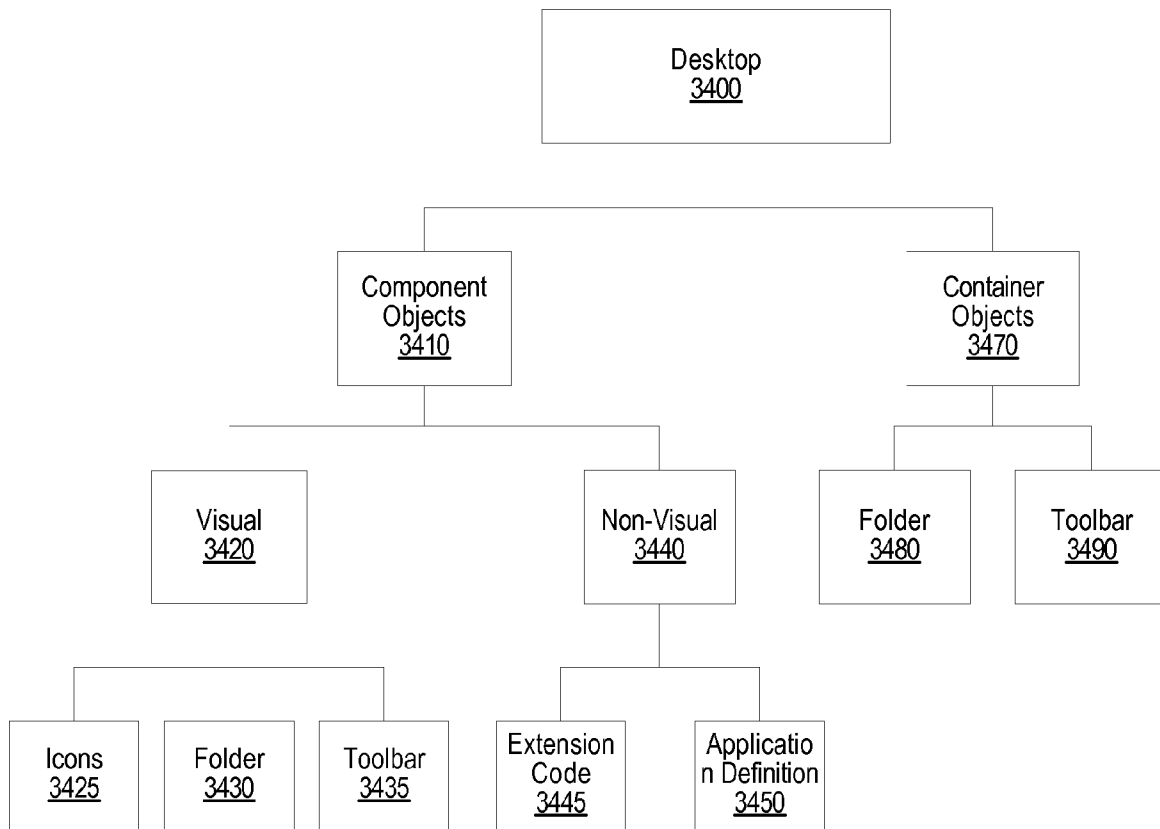 Desktop
3400
Component
Objects
3410
Container
Objects
3470
Visual
3420
Non-Visual
3440
Folder
3480
Toolbar
3490
Icons
3425
Folder
3430
Toolbar
3435
Extension
Code
3445
Applicatio
n Definition
3450